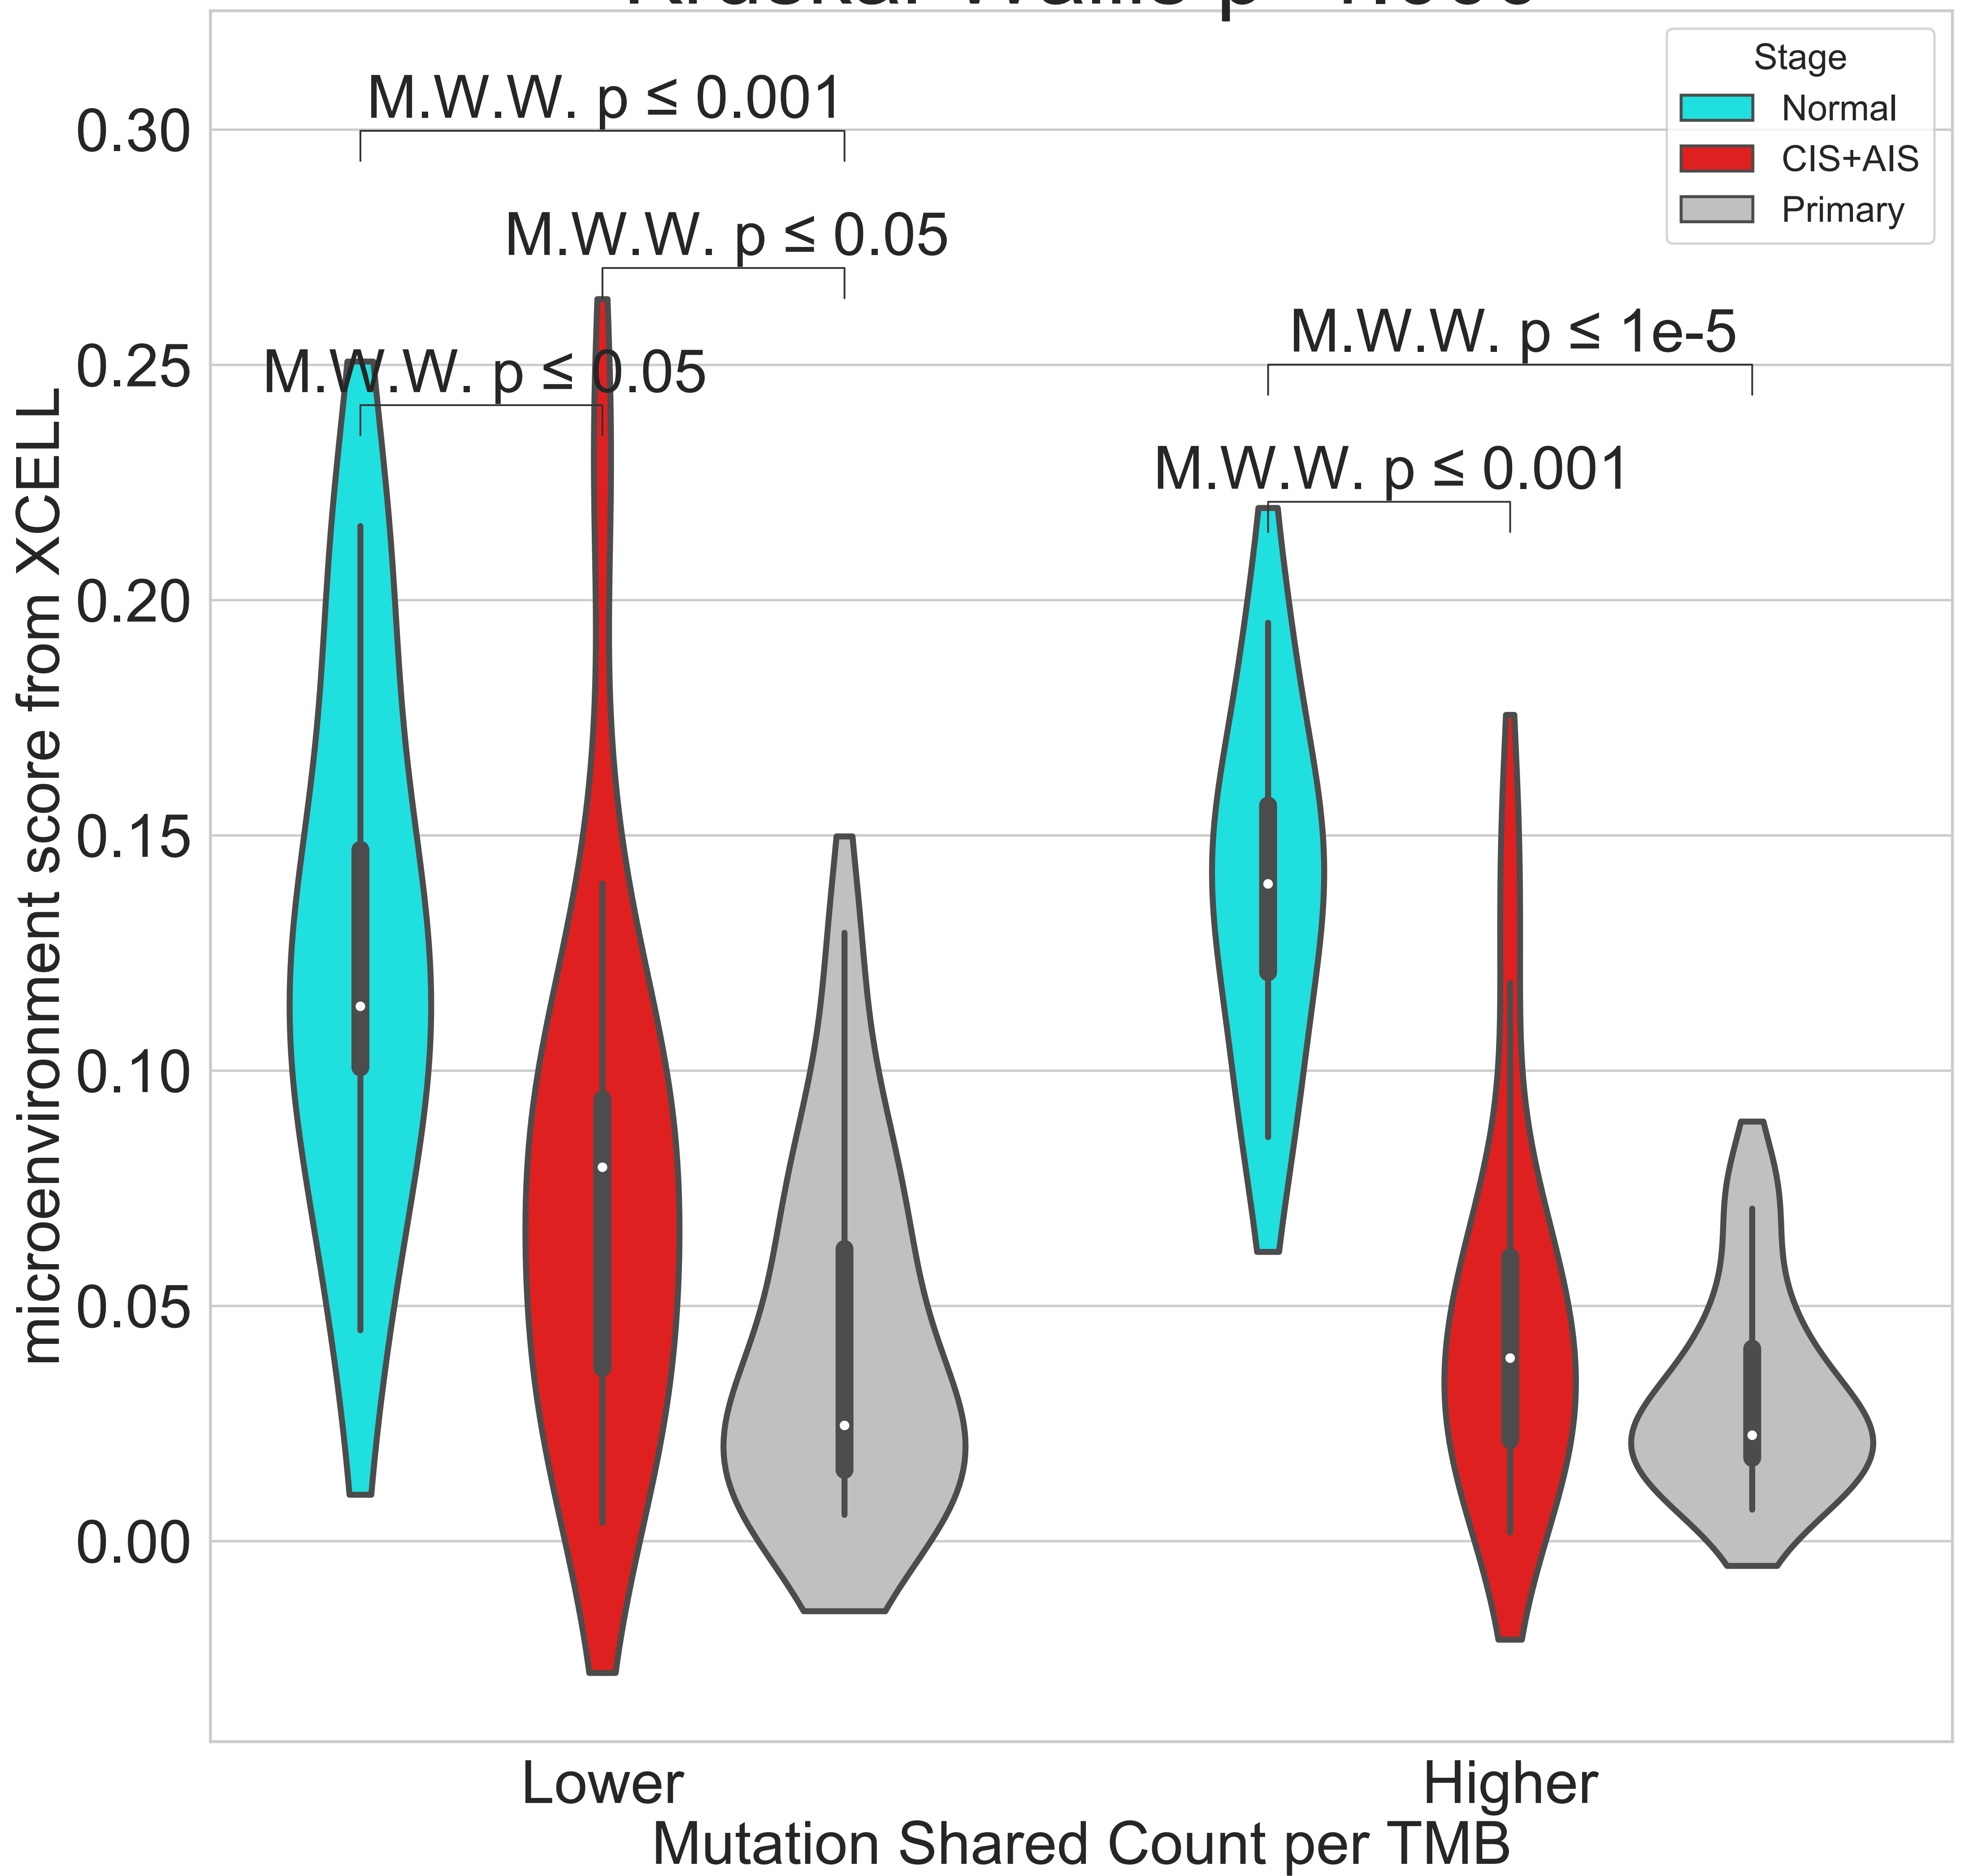 Stage
Normal
CIS+AIS
Primary
M.W.W. p ≤ 0.001
M.W.W. p ≤ 0.05
M.W.W. p ≤ 0.05
M.W.W. p ≤ 1e-5
M.W.W. p ≤ 0.001
microenvironment score from XCELL
0.30
0.25
0.20
0.15
0.10
0.05
0.00
Lower
Higher
Mutation Shared Count per TMB